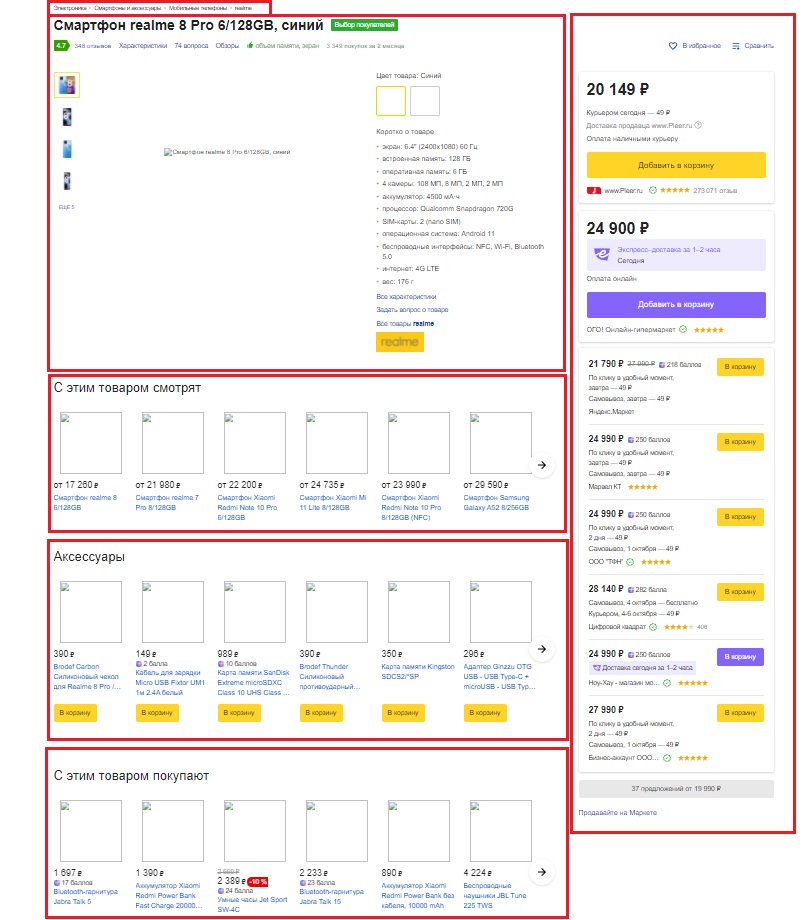 Электроника • Смартфоны и аксессуары • Мобильные телефоны • realme
Смартфон realme 8 Pro 6/128GB, синий Выбор покупателей
4.7 348 отзывов Характеристики 74 вопроса Обзоры объем памяти, экран 3 349 покупок за 2 месяца
Смартфон realme 8 Pro 6/128GB, синий
ЕЩЕ 5
Цвет товара: Синий
Коротко о товаре
• экран: 6.4" (2400x1080) 60 Гц
• встроенная память: 128 ГБ
• оперативная память: 6 ГБ
• 4 камеры: 108 МП, 8 МП, 2 МП, 2 МП
• аккумулятор: 4500 мА·ч
• процессор: Qualcomm Snapdragon 720G
• SIM-карты: 2 (nano SIM)
• операционная система: Android 11
• беспроводные интерфейсы: NFC, Wi-Fi, Bluetooth
5.0
• интернет: 4G LTE
• вес: 176 г
Все характеристики
Задать вопрос о товаре
Все товары realme
realme
С этим товаром смотрят
от 17 260 ₽ от 21 980 ₽ от 22 200 ₽ от 24 735 ₽ от 23 990 ₽ от 29 590 ₽
Смартфон realme 8 Смартфон realme 7 Смартфон Xiaomi Смартфон Xiaomi Mi Смартфон Xiaomi Смартфон Samsung
6/128GB Pro 8/128GB Redmi Note 10 Pro 11 Lite 8/128GB Redmi Note 10 Pro Galaxy A52 8/256GB
6/128GB 8/128GB (NFC)
Аксессуары
390 ₽ 149 ₽ 989 ₽ 390 ₽ 350 ₽ 296 ₽
2 балла 10 баллов
Brodef Carbon Силиконовый чехол для Realme 8 Pro /...
Кабель для зарядки Micro USB Fixtor UM1 1м 2.4A белый
Карта памяти SanDisk Extreme microSDXC Class 10 UHS Class ...
Brodef Thunder Силиконовый противоударный...
Карта памяти Kingston SDCS2/*SP
Адаптер Ginzzu OTG USB - USB Type-C + microUSB - USB Typ...
В корзину В корзину В корзину В корзину В корзину В корзину
С этим товаром покупают
1 697 ₽
17 баллов
Bluetooth-гарнитура
Jabra Talk 5
1 390 ₽
Аккумулятор Xiaomi
Redmi Power Bank
Fast Charge 20000...
2 660 ₽
2 389 ₽ -10 %
24 балла
Умные часы Jet Sport
SW-4C
2 233 ₽
23 балла
Bluetooth-гарнитура
Jabra Talk 15
890 ₽
Аккумулятор Xiaomi
Redmi Power Bank без
кабеля, 10000 mAh
4 224 ₽
Беспроводные
наушники JBL Tune
225 TWS
В избранное Сравнить
20 149 ₽
Курьером сегодня — 49 ₽
Доставка продавца www.Pleer.ru
Оплата наличными курьеру
Добавить в корзину
www.Pleer.ru 273 071 отзыв
24 900 ₽
Экспресс-доставка за 1–2 часа
Сегодня
Оплата онлайн
Добавить в корзину
ОГО! Онлайн-гипермаркет
21 790 ₽ 27 990 ₽ 218 баллов В корзину
По клику в удобный момент,
завтра — 49 ₽
Самовывоз, завтра — 49 ₽
Яндекс.Маркет
24 990 ₽ 250 баллов В корзину
По клику в удобный момент,
завтра — 49 ₽
Самовывоз, завтра — 49 ₽
Марвел КТ
24 990 ₽ 250 баллов В корзину
По клику в удобный момент,
2 дня — 49 ₽
Самовывоз, 1 октября — 49 ₽
ООО "ТФН"
28 140 ₽ 282 балла В корзину
Самовывоз, 4 октября — бесплатно
Курьером, 4-6 октября — 49 ₽
Цифровой квадрат 406
24 990 ₽ 250 баллов В корзину
Доставка сегодня за 1–2 часа
Ноу-Хау - магазин мо...
27 990 ₽ В корзину
По клику в удобный момент,
2 дня — 49 ₽
Самовывоз, 1 октября — 49 ₽
Бизнес-аккаунт ООО...
37 предложений от 19 990 ₽
Продавайте на Маркете